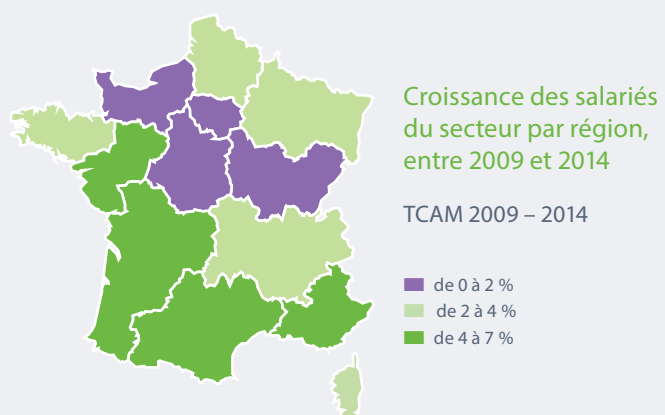 Croissance des salariés
du secteur par région,
entre 2009 et 2014
TCAM 2009 – 2014
de 0 à 2 %
de 2 à 4 %
de 4 à 7 %